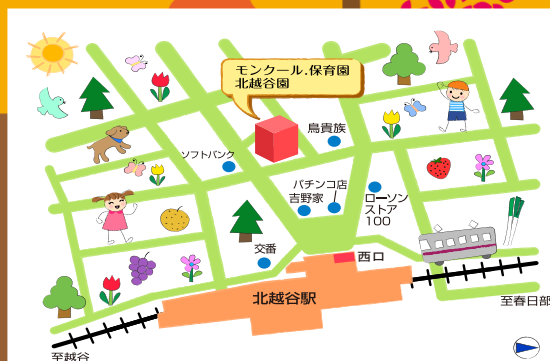 モンクール.保育園
北越谷園
鳥貴族
ソフトバンク
パチンコ店
吉野家
ローソン
ストア
100
交番
西口
北越谷駅
至春日部
至越谷